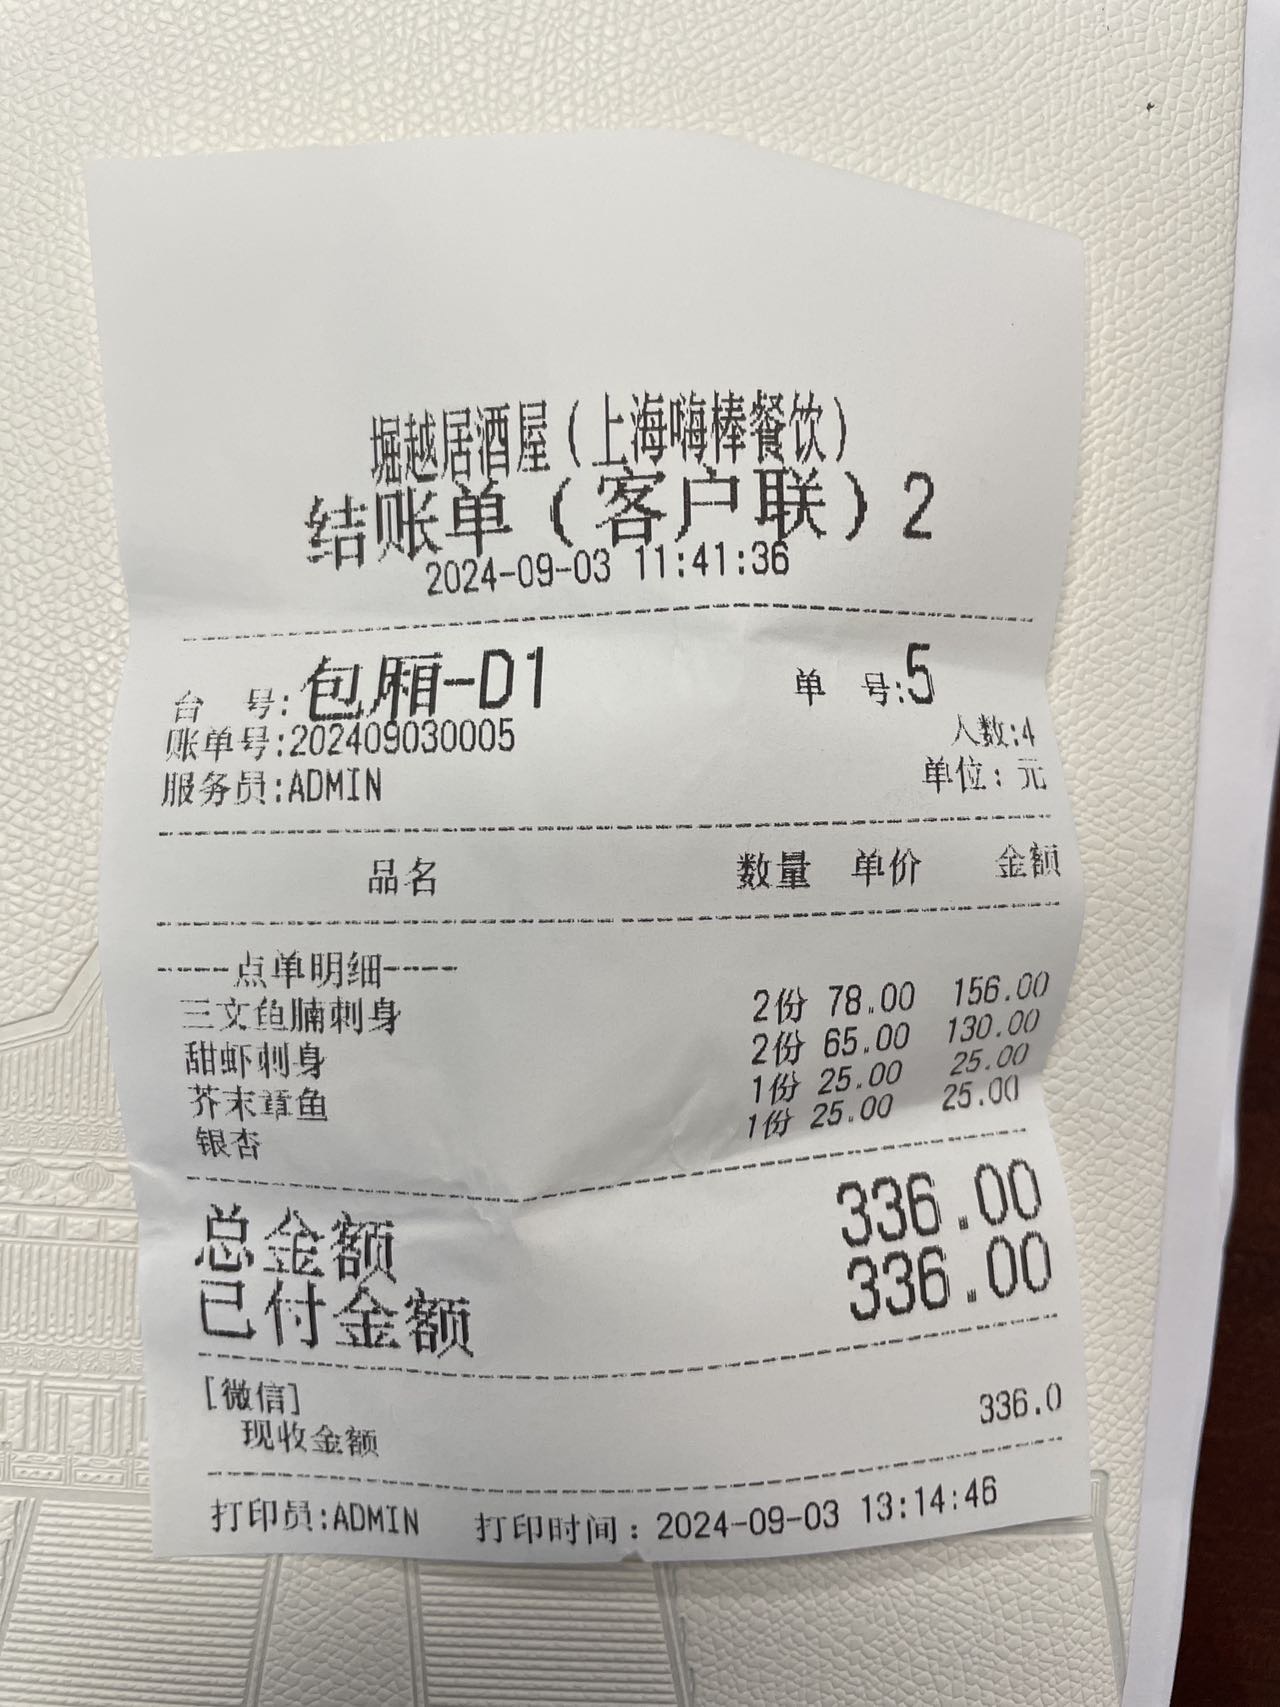 堀越居酒屋(上海嗨棒餐饮)
结账单(客户联)2
2024-09-03 11:41:36
台 号:包厢-D1 单 号:5
账单号:202409030005 人数:4
服务员:ADMIN 单位：元
品名 数量 单价 金额
-----点单明细-----
三文鱼腩刺身 2份 78.00 156.00
甜虾刺身 2份 65.00 130.00
芥末章鱼 1份 25.00 25.00
银杏 1份 25.00 25.00
总金额 336.00
已付金额 336.00
[微信]
现收金额 336.0
打印员:ADMIN 打印时间：2024-09-03 13:14:46